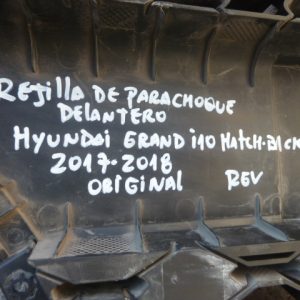 REJILLA DE PARACHOQUE
DELANTERO
HYUNDAI GRAND i10 HATCH-BACK
2017-2018
ORIGINAL REV